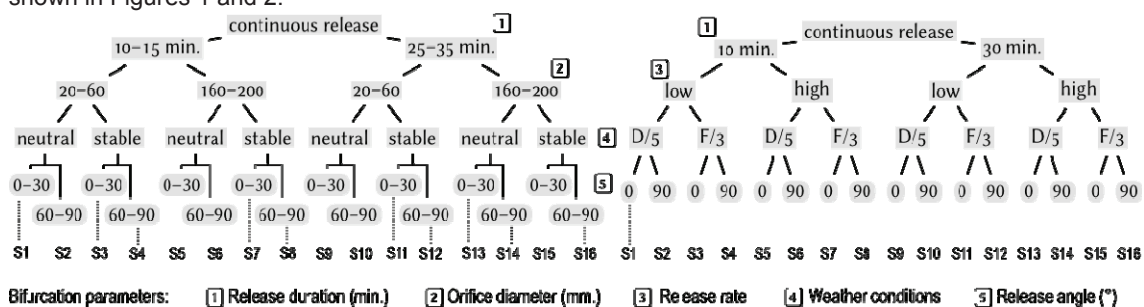 shown in Figures 1 and 2.
continuous release 1
10–15 min. 25–35 min.
2
20–60 160–200 20–60 160–200
neutral stable neutral stable neutral stable neutral stable
0–30 0–30 0–30 0–30 0–30 0–30 0–30 0–30
60–90 60–90 60–90 60–90 60–90 60–90 60–90 60–90
S1 S2 S3 S4 S5 S6 S7 S8 S9 S10 S11 S12 S13 S14 S15 S16
1 continuous release
10 min. 30 min.
3 low high low high
4 D/5 F/3 D/5 F/3 D/5 F/3 D/5 F/3
5 0 90 0 90 0 90 0 90 0 90 0 90 0 90 0 90
S1 S2 S3 S4 S5 S6 S7 S8 S9 S10 S11 S12 S13 S14 S15 S16
Bifurcation parameters: 1 Release duration (min.) 2 Orifice diameter (mm.) 3 Release rate 4 Weather conditions 5 Release angle (°)